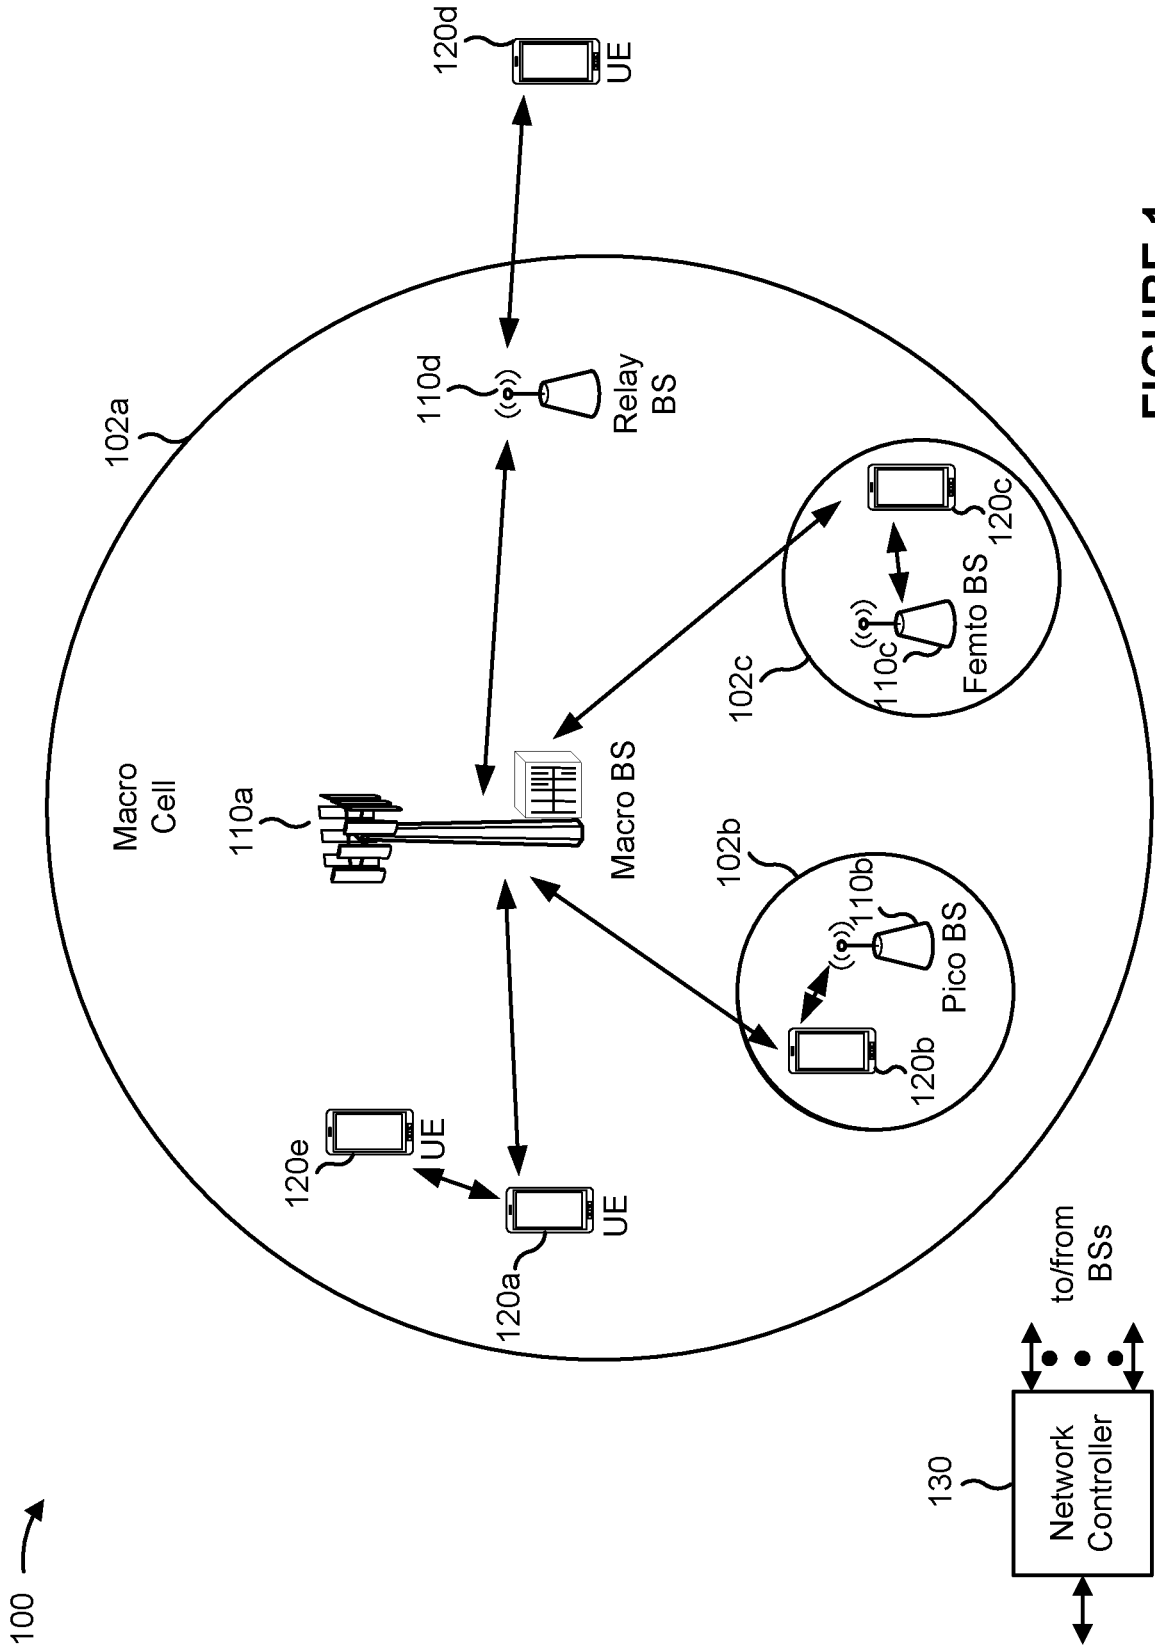 100
102a
Macro
Cell
110a
120e
UE
120a
UE
Macro BS
110d
Relay
BS
120d
UE
102b
110b
Pico BS
120b
102c
110c
Femto BS
120c
130
Network
Controller
to/from
BSs
FIGURE 1